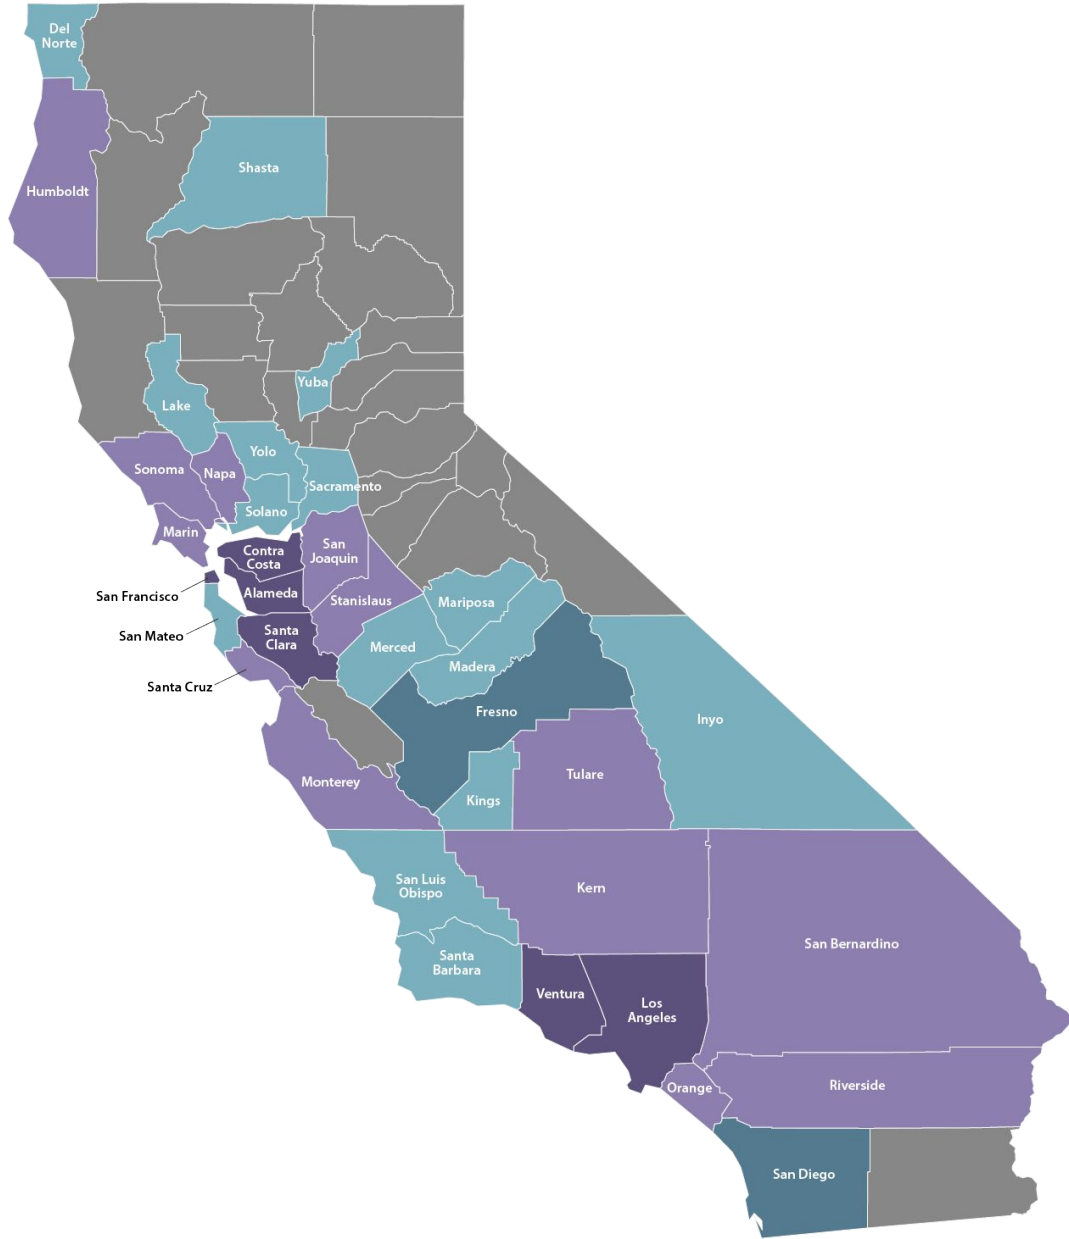 Del
Norte
Shasta
Humboldt
Yuba
Lake
Yolo
Sonoma
Napa
Sacramento
Solano
Marin
San
Joaquin
Contra
Costa
San Francisco
Alameda
Stanislaus
Mariposa
San Mateo
Santa
Clara
Merced
Madera
Santa Cruz
Fresno
Inyo
Monterey
Tulare
Kings
San Luis
Obispo
Kern
San Bernardino
Santa
Barbara
Ventura
Los
Angeles
Orange
Riverside
San Diego